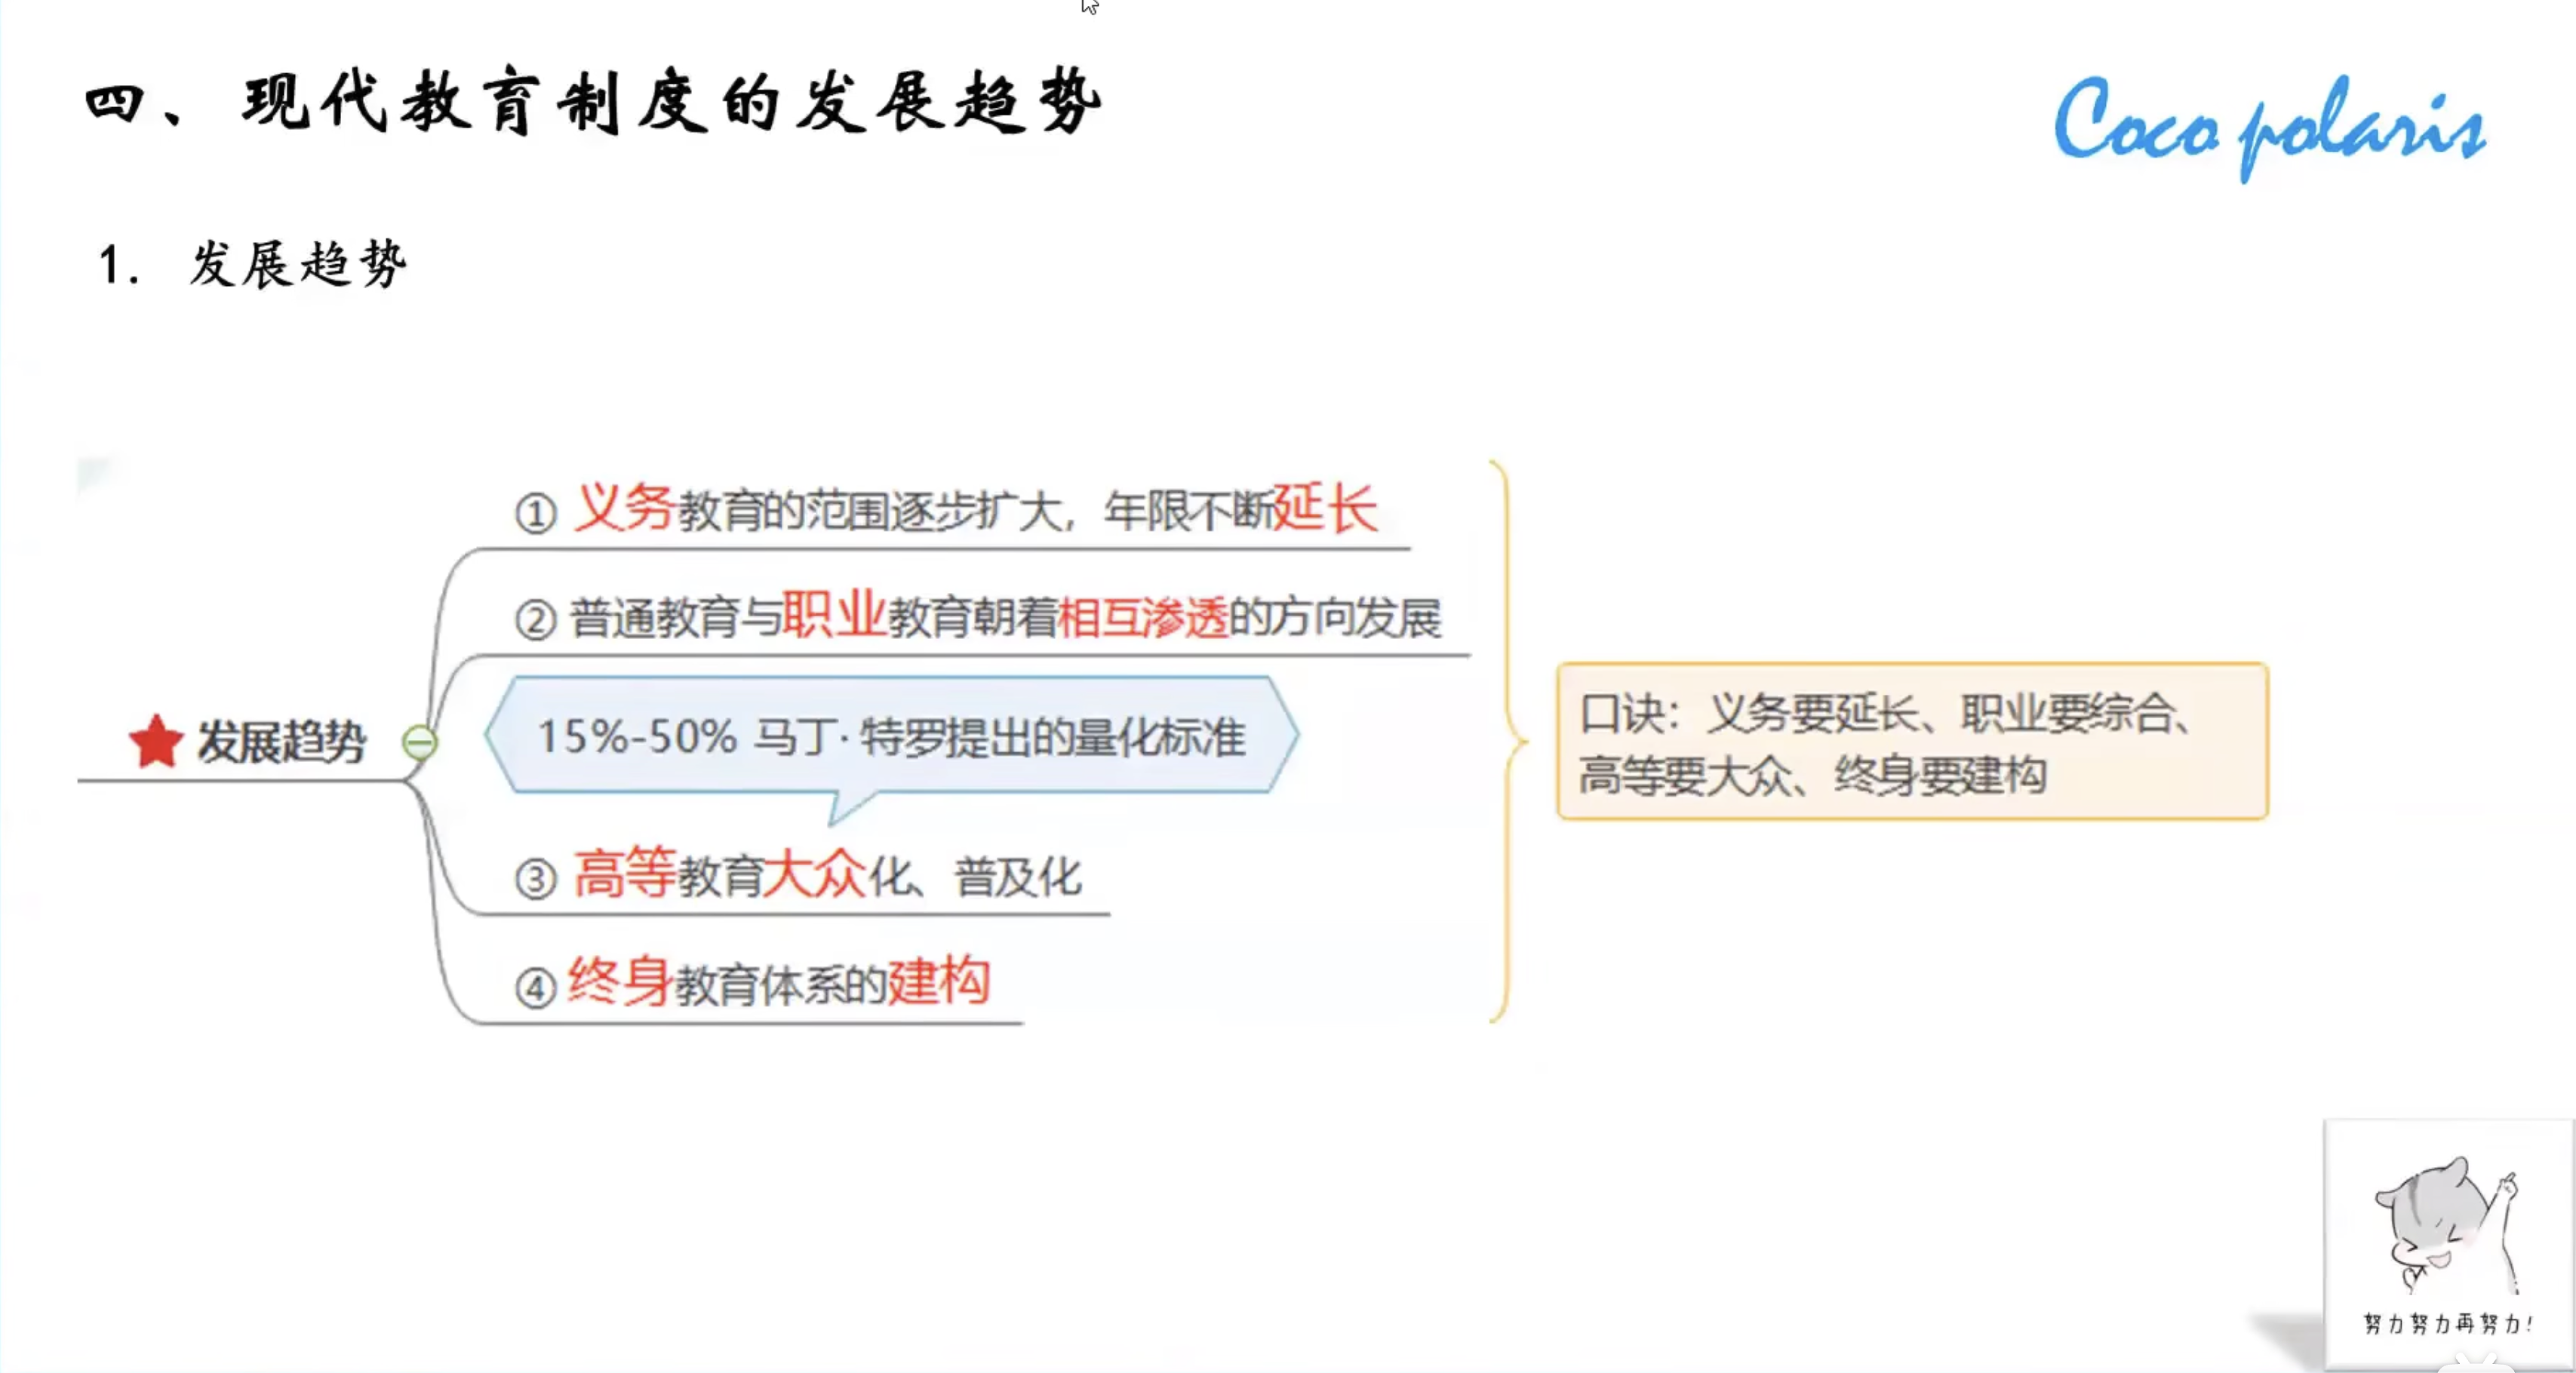 四、现代教育制度的发展趋势
Coco polaris
1. 发展趋势
① 义务教育的范围逐步扩大，年限不断延长
② 普通教育与职业教育朝着相互渗透的方向发展
发展趋势
15%-50% 马丁·特罗提出的量化标准
③ 高等教育大众化、普及化
④ 终身教育体系的建构
口诀：义务要延长、职业要综合、
高等要大众、终身要建构
努力努力再努力！